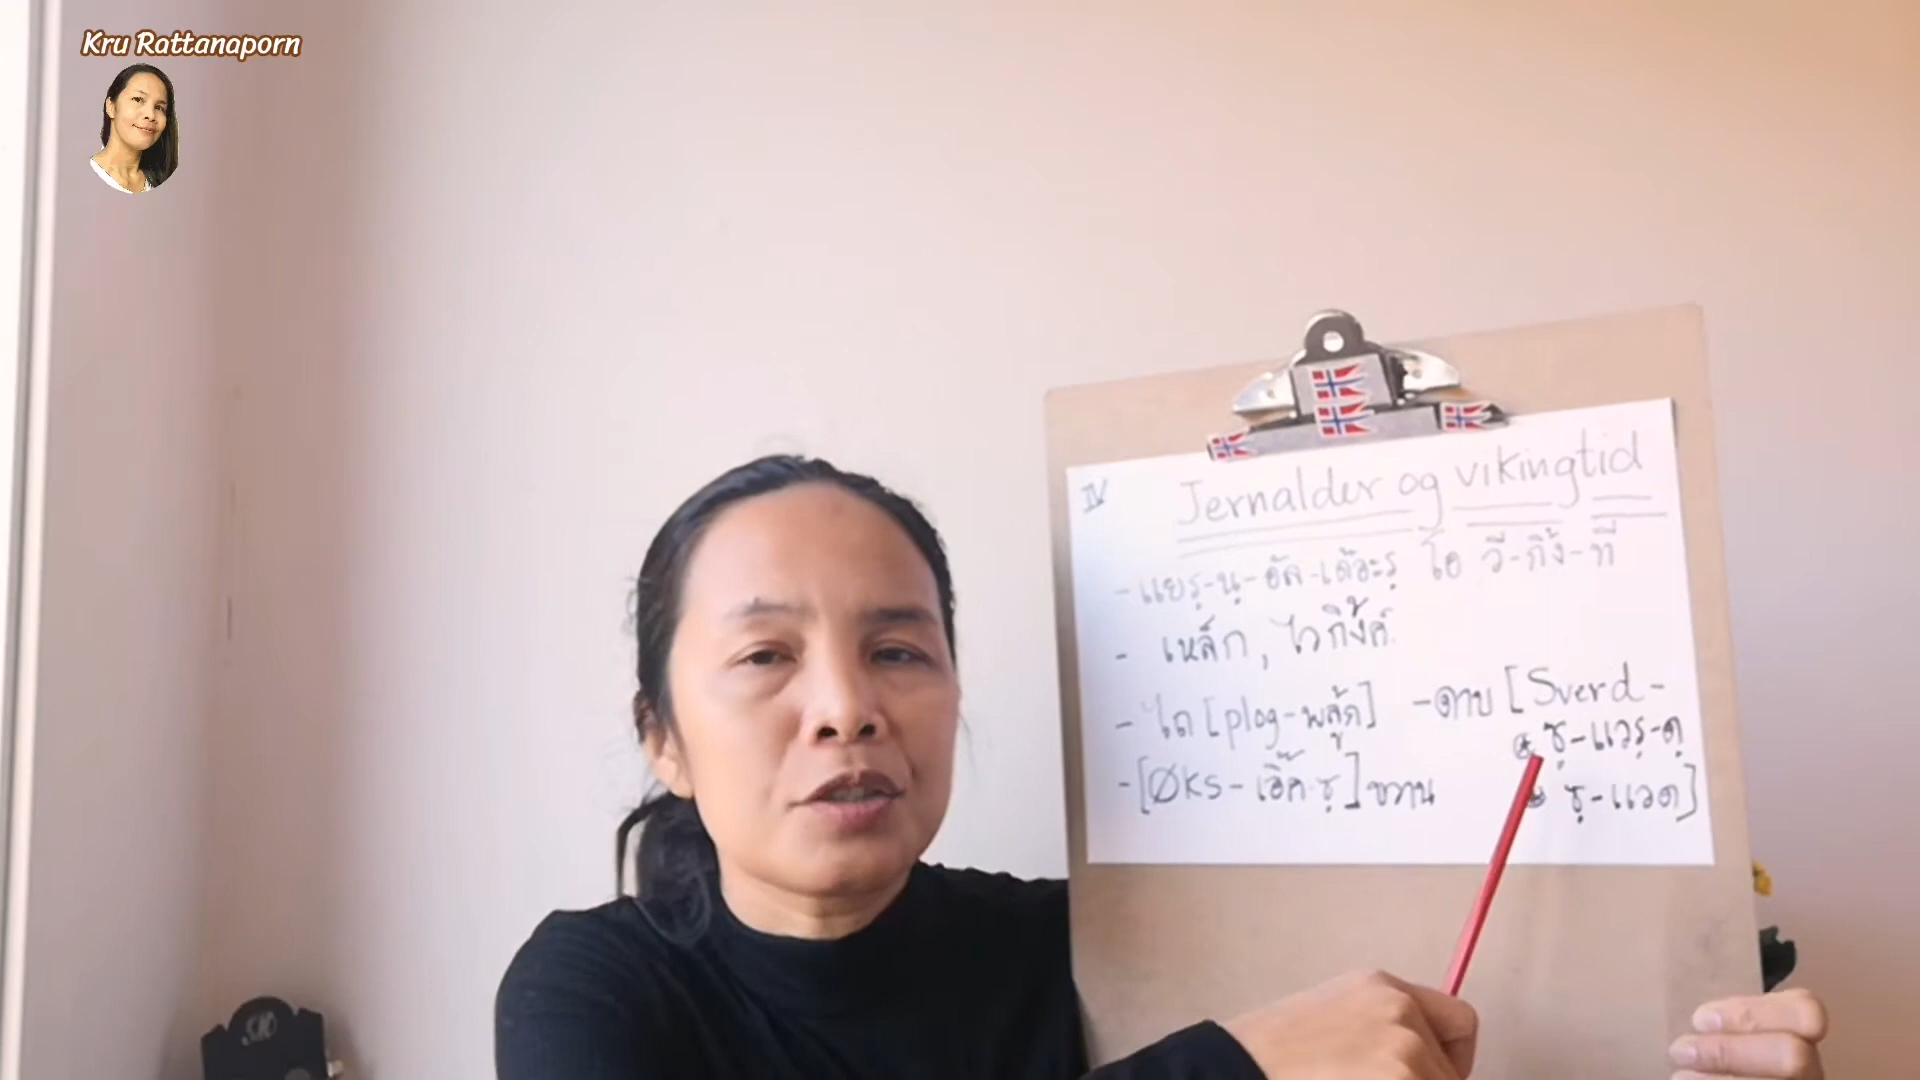 Kru Rattanaporn
IV
Jernalder og vikingtid
- แยรฺ-นฺ-อัล-เด้อะรฺ โอ วี-กิ้ง-ที
- เหล็ก, ไวกิ้งค์.
- ไถ [plog-พลู้ค] -ดาบ [Sverd-
ซฺ-แวรฺ-ดฺ
- [ØKS - เอิ๊ค-ซฺ] ขวาน
ซฺ-แวด]